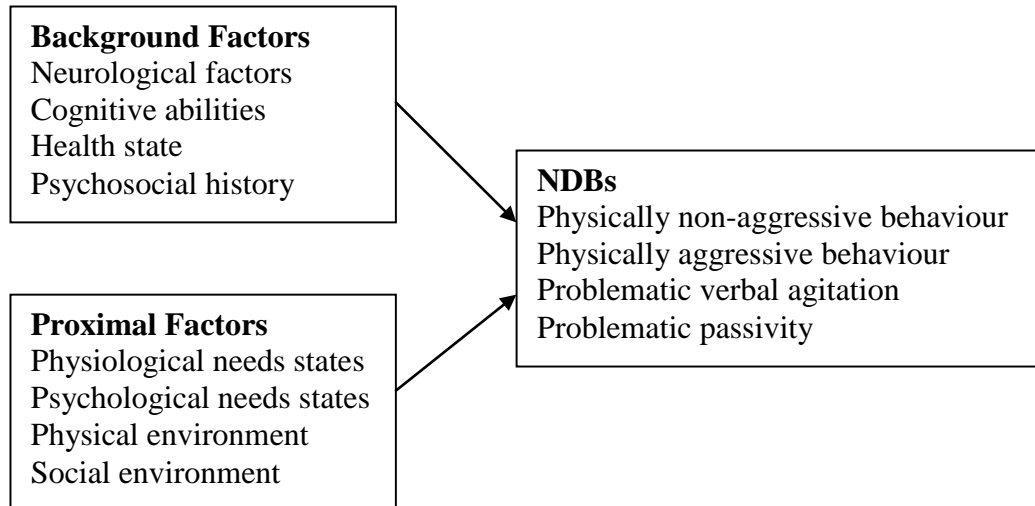 Background Factors
Neurological factors
Cognitive abilities
Health state
Psychosocial history
Proximal Factors
Physiological needs states
Psychological needs states
Physical environment
Social environment
NDBs
Physically non-aggressive behaviour
Physically aggressive behaviour
Problematic verbal agitation
Problematic passivity